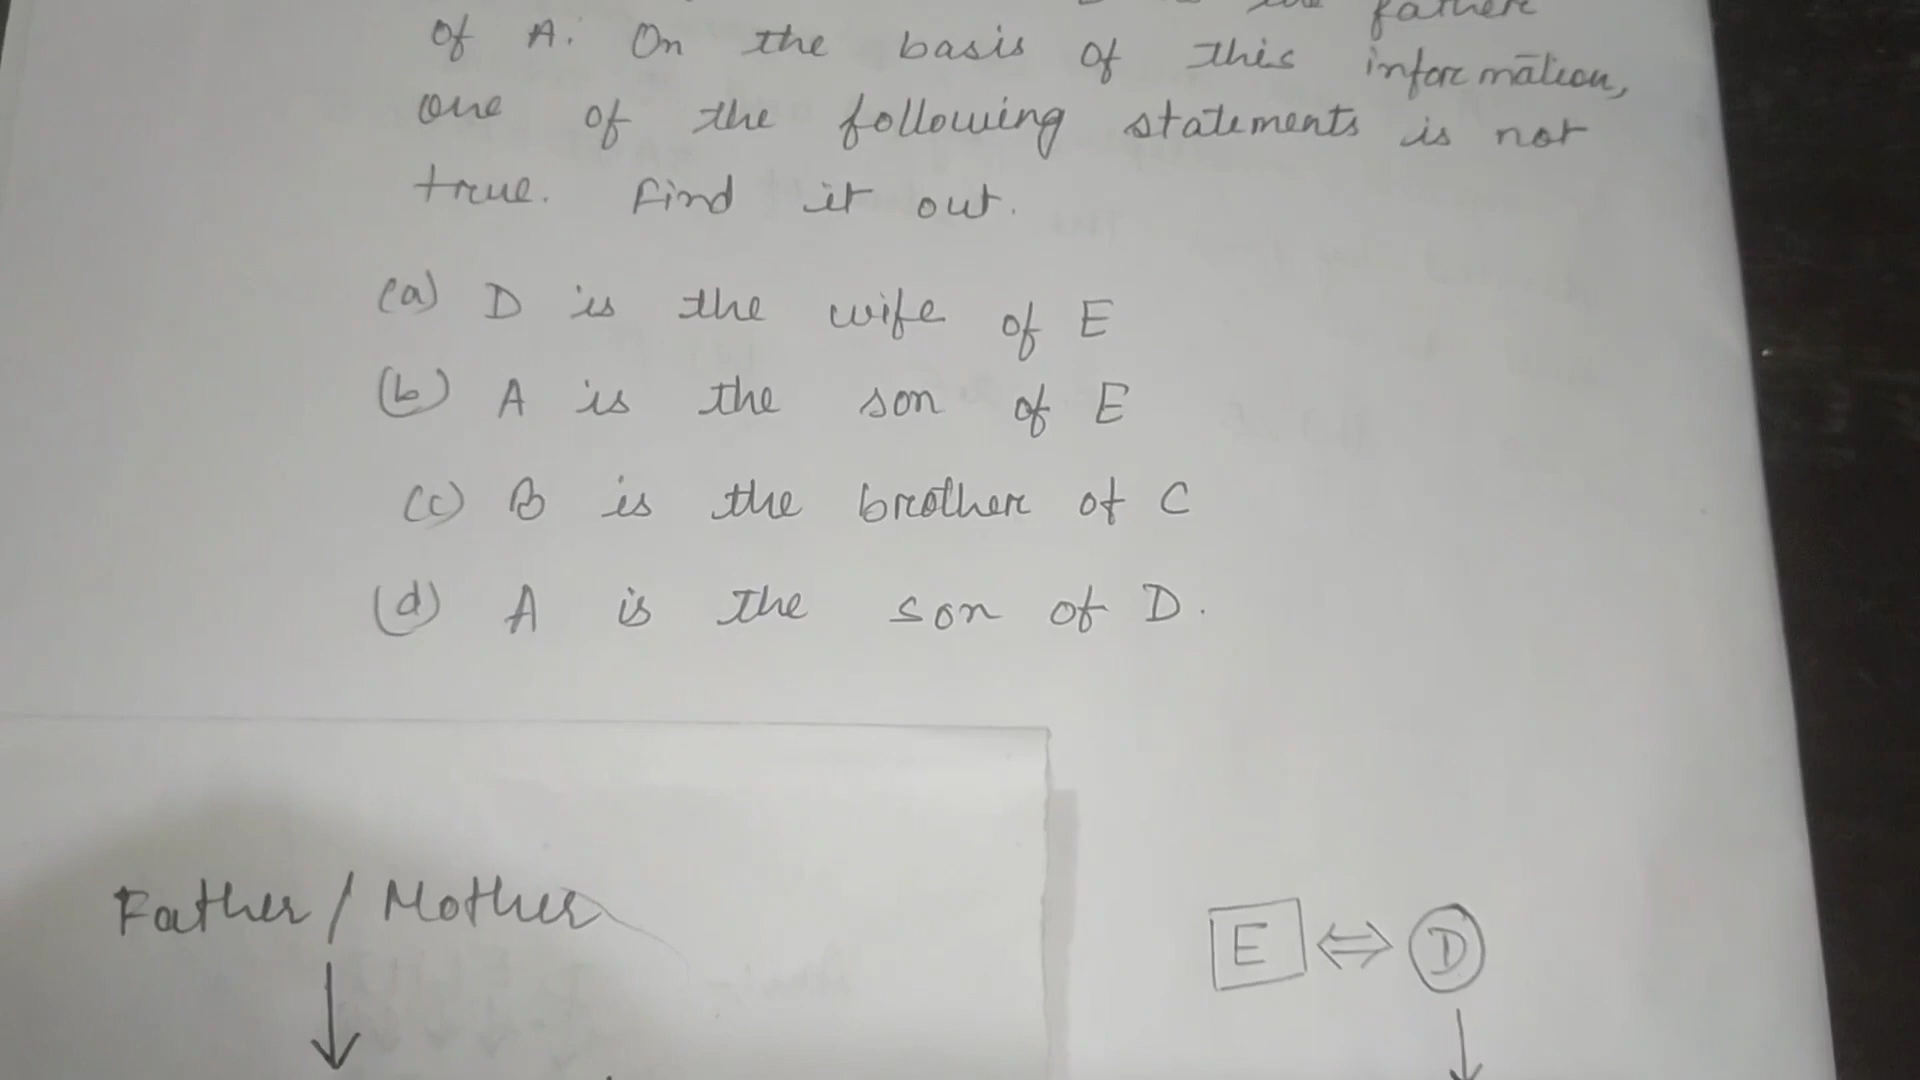 father
of A. On the basis of this information,
one of the following statements is not
true. Find it out.
(a) D is the wife of E
(b) A is the son of E
(c) B is the brother of C
(d) A is the son of D.
Father / Mother
E ⇔ D